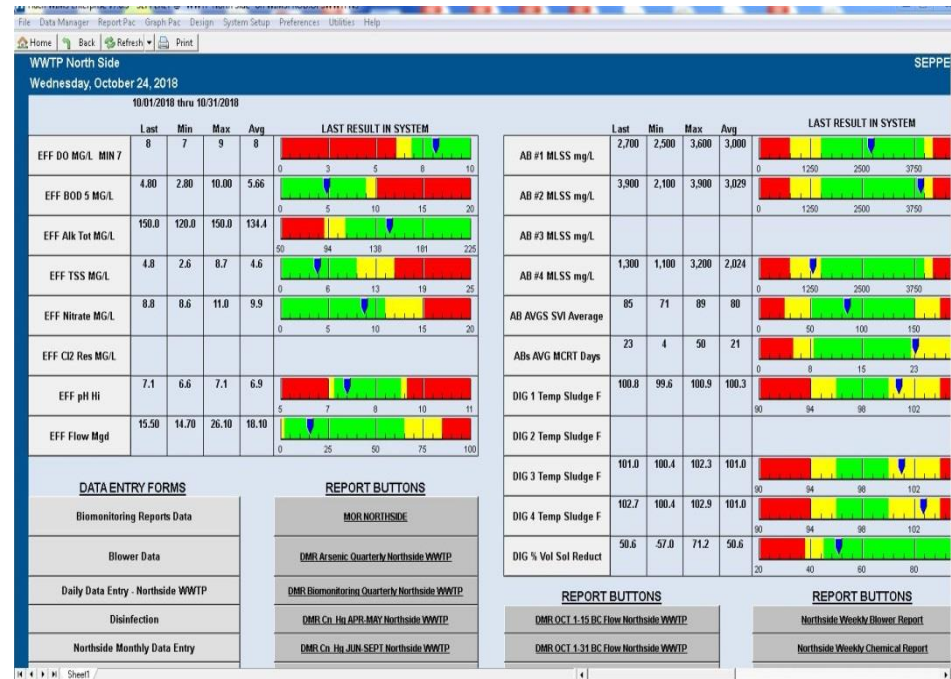 File Data Manager Report Pac Graph Pac Design System Setup Preferences Utilities Help
Home Back Refresh Print
WWTP North Side SEPPE
Wednesday, October 24, 2018
10/01/2018 thru 10/31/2018
Last Min Max Avg LAST RESULT IN SYSTEM
EFF DO MG/L MIN 7 8 7 9 8
0 3 5 8 10
EFF BOD 5 MG/L 4.80 2.80 10.00 5.66
0 5 10 15 20
EFF Alk Tot MG/L 150.0 120.0 150.0 134.4
50 94 138 181 225
EFF TSS MG/L 4.8 2.6 8.7 4.6
0 6 13 19 25
EFF Nitrate MG/L 8.8 8.6 11.0 9.9
0 5 10 15 20
EFF Cl2 Res MG/L
EFF pH Hi 7.1 6.6 7.1 6.9
5 7 8 10 11
EFF Flow Mgd 15.50 14.70 26.10 18.10
0 25 50 75 100
Last Min Max Avg LAST RESULT IN SYSTEM
AB #1 MLSS mg/L 2,700 2,500 3,600 3,000
0 1250 2500 3750
AB #2 MLSS mg/L 3,900 2,100 3,900 3,029
0 1250 2500 3750
AB #3 MLSS mg/L
AB #4 MLSS mg/L 1,300 1,100 3,200 2,024
0 1250 2500 3750
AB AVGS SVI Average 85 71 89 80
0 50 100 150
ABs AVG MCRT Days 23 4 50 21
0 8 15 23
DIG 1 Temp Sludge F 100.8 99.6 100.9 100.3
90 94 98 102
DIG 2 Temp Sludge F
DIG 3 Temp Sludge F 101.0 100.4 102.3 101.0
90 94 98 102
DIG 4 Temp Sludge F 102.7 100.4 102.9 101.0
90 94 98 102
DIG % Vol Sol Reduct 50.6 -57.0 71.2 50.6
20 40 60 80
DATA ENTRY FORMS
Biomonitoring Reports Data
Blower Data
Daily Data Entry - Northside WWTP
Disinfection
Northside Monthly Data Entry
REPORT BUTTONS
MOR NORTHSIDE
DMR Arsenic Quarterly Northside WWTP
DMR Biomonitoring Quarterly Northside WWTP
DMR Cn_Hg APR-MAY Northside WWTP
DMR Cn_Hg JUN-SEPT Northside WWTP
REPORT BUTTONS
DMR OCT 1-15 BC Flow Northside WWTP
DMR OCT 1-31 BC Flow Northside WWTP
REPORT BUTTONS
Northside Weekly Blower Report
Northside Weekly Chemical Report
Sheet1